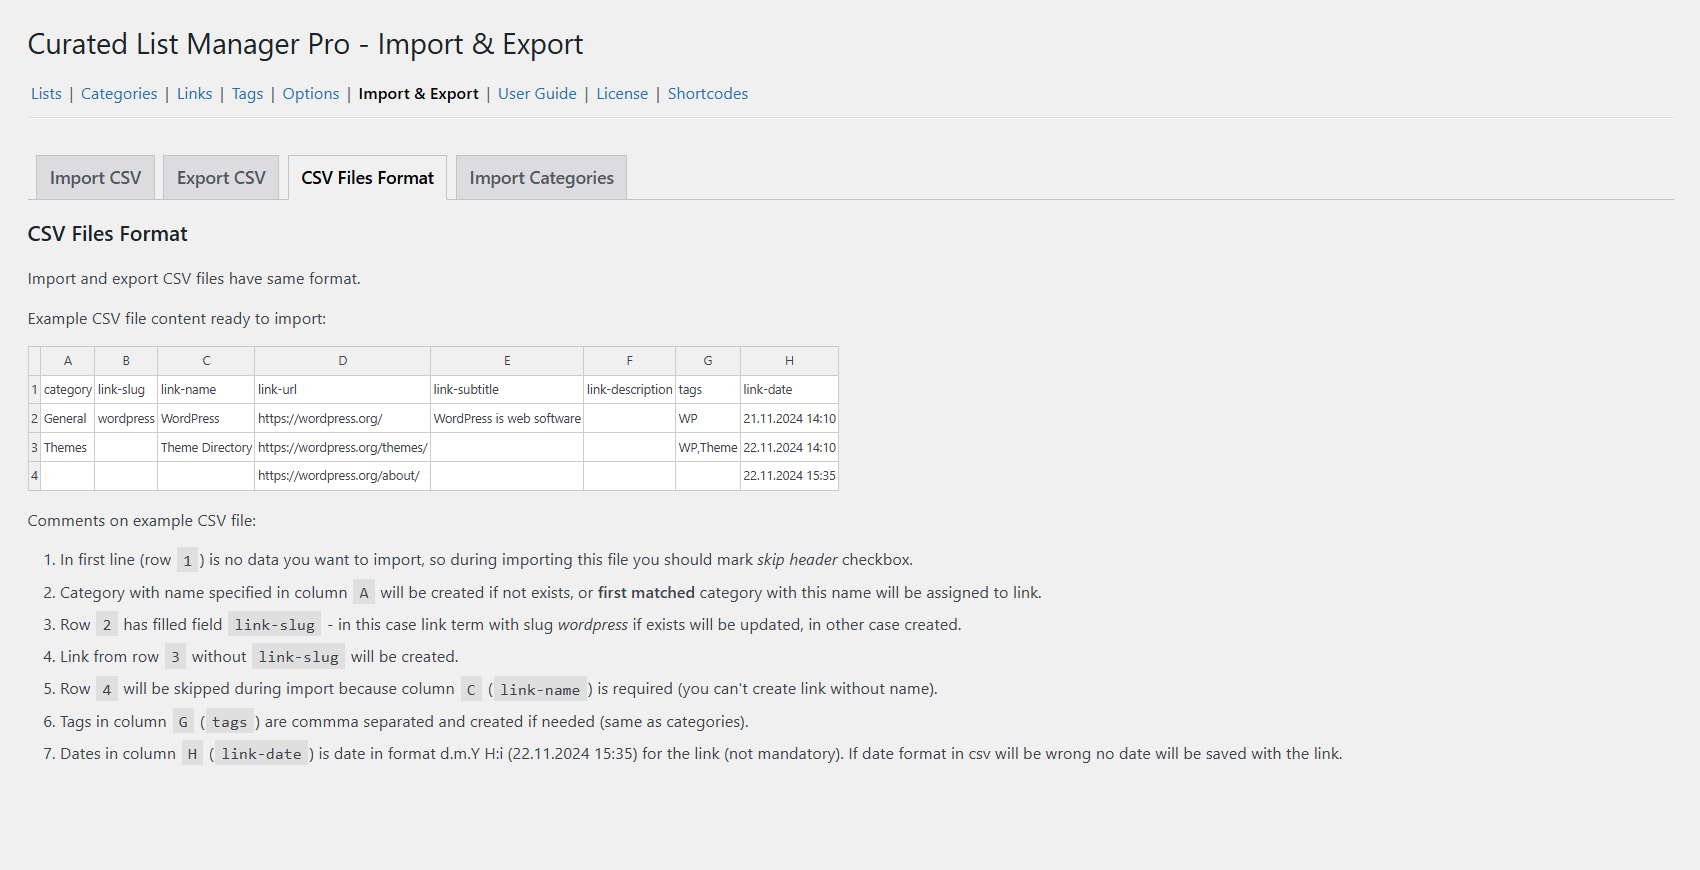 Curated List Manager Pro - Import & Export
Lists | Categories | Links | Tags | Options | Import & Export | User Guide | License | Shortcodes
Import CSV Export CSV CSV Files Format Import Categories
CSV Files Format
Import and export CSV files have same format.
Example CSV file content ready to import:
A B C D E F G H
1 category link-slug link-name link-url link-subtitle link-description tags link-date
2 General wordpress WordPress https://wordpress.org/ WordPress is web software WP 21.11.2024 14:10
3 Themes Theme Directory https://wordpress.org/themes/ WP,Theme 22.11.2024 14:10
4 https://wordpress.org/about/ 22.11.2024 15:35
Comments on example CSV file:
1. In first line (row 1 ) is no data you want to import, so during importing this file you should mark skip header checkbox.
2. Category with name specified in column A will be created if not exists, or first matched category with this name will be assigned to link.
3. Row 2 has filled field link-slug - in this case link term with slug wordpress if exists will be updated, in other case created.
4. Link from row 3 without link-slug will be created.
5. Row 4 will be skipped during import because column C ( link-name ) is required (you can't create link without name).
6. Tags in column G ( tags ) are commma separated and created if needed (same as categories).
7. Dates in column H ( link-date ) is date in format d.m.Y H:i (22.11.2024 15:35) for the link (not mandatory). If date format in csv will be wrong no date will be saved with the link.